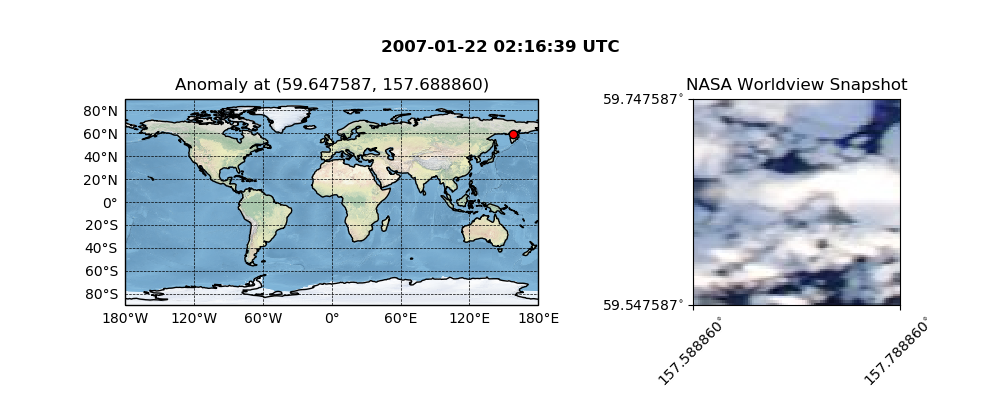 2007-01-22 02:16:39 UTC
Anomaly at (59.647587, 157.688860)
80°N
60°N
40°N
20°N
0°
20°S
40°S
60°S
80°S
180°W 120°W 60°W 0° 60°E 120°E 180°E
NASA Worldview Snapshot
59.747587°
59.547587°
157.588860°
157.788860°